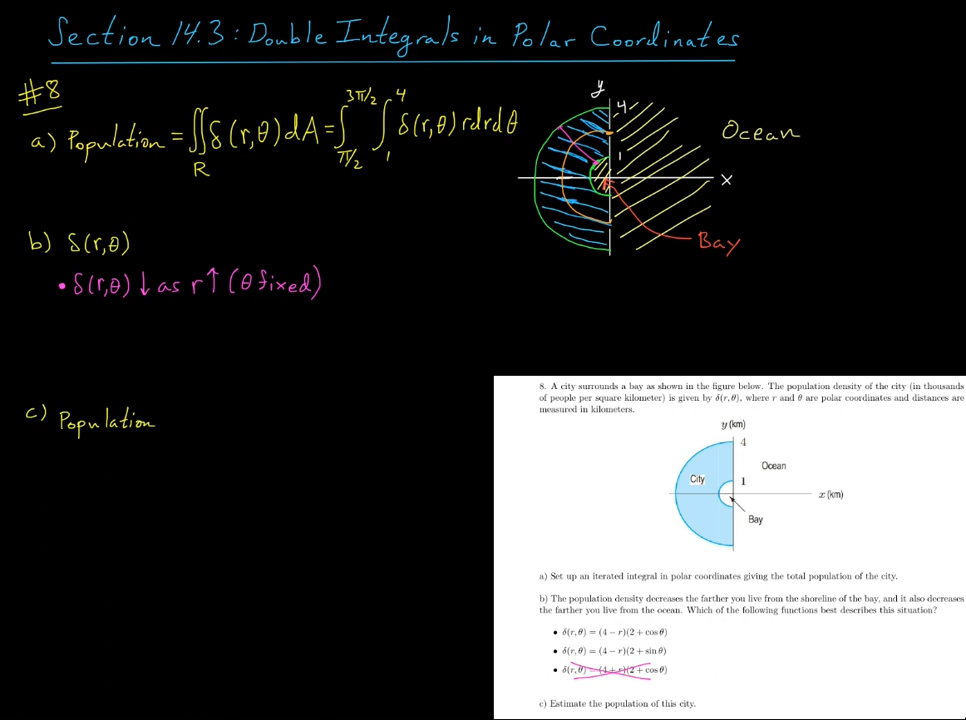 Section 14.3: Double Integrals in Polar Coordinates
#8
a) Population = ∬_R δ(r,θ) dA = ∫_{π/2}^{3π/2} ∫_1^4 δ(r,θ) r dr dθ
y
4
1
x
Ocean
Bay
b) δ(r,θ)
• δ(r,θ) ↓ as r ↑ (θ fixed)
c) Population
8. A city surrounds a bay as shown in the figure below. The population density of the city (in thousands
of people per square kilometer) is given by δ(r, θ), where r and θ are polar coordinates and distances are
measured in kilometers.
y (km)
4
Ocean
City
1
x (km)
Bay
a) Set up an iterated integral in polar coordinates giving the total population of the city.
b) The population density decreases the farther you live from the shoreline of the bay, and it also decreases
the farther you live from the ocean. Which of the following functions best describes this situation?
• δ(r, θ) = (4 − r)(2 + cos θ)
• δ(r, θ) = (4 − r)(2 + sin θ)
• δ(r, θ) = (4 + r)(2 + cos θ)
c) Estimate the population of this city.